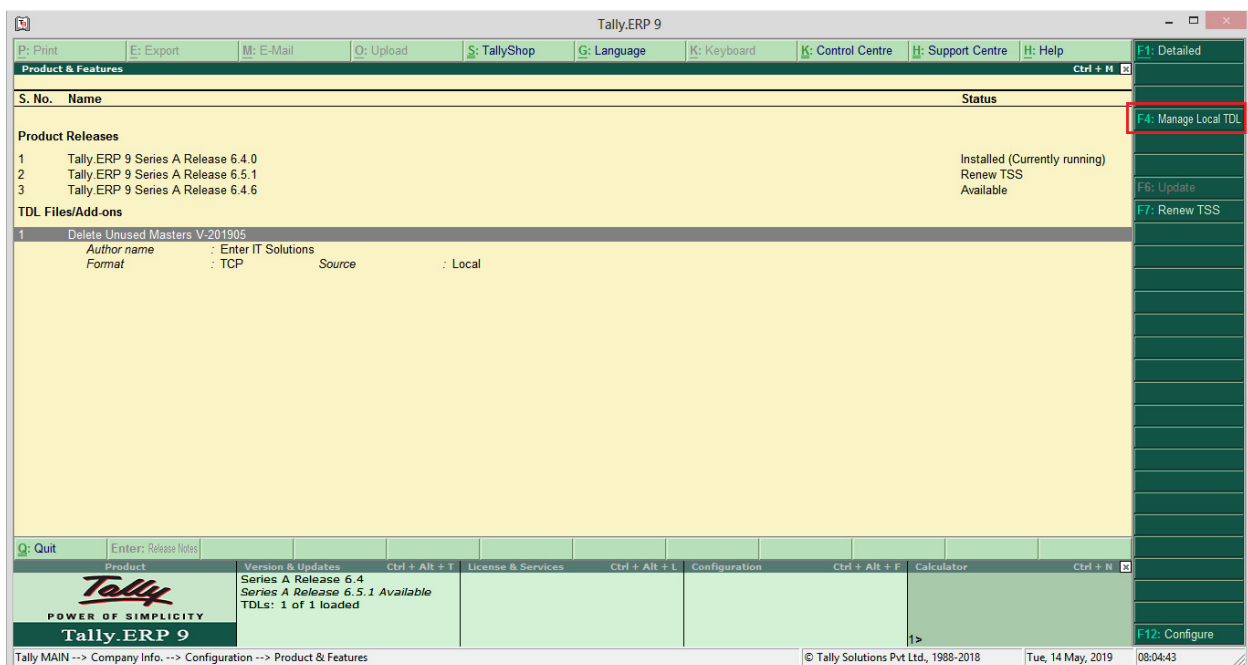 Tally.ERP 9
P: Print E: Export M: E-Mail O: Upload S: TallyShop G: Language K: Keyboard K: Control Centre H: Support Centre H: Help F1: Detailed
Product & Features Ctrl + M
S. No. Name Status
F4: Manage Local TDL
Product Releases
1 Tally.ERP 9 Series A Release 6.4.0 Installed (Currently running)
2 Tally.ERP 9 Series A Release 6.5.1 Renew TSS
3 Tally.ERP 9 Series A Release 6.4.6 Available
F6: Update
TDL Files/Add-ons
F7: Renew TSS
1 Delete Unused Masters V-201905
Author name : Enter IT Solutions
Format : TCP Source : Local
Q: Quit Enter: Release Notes
Product Version & Updates Ctrl + Alt + T License & Services Ctrl + Alt + L Configuration Ctrl + Alt + F Calculator Ctrl + N
Series A Release 6.4
Series A Release 6.5.1 Available
TDLs: 1 of 1 loaded
Tally
POWER OF SIMPLICITY
Tally.ERP 9
1>
F12: Configure
Tally MAIN --> Company Info. --> Configuration --> Product & Features © Tally Solutions Pvt Ltd., 1988-2018 Tue, 14 May, 2019 08:04:43